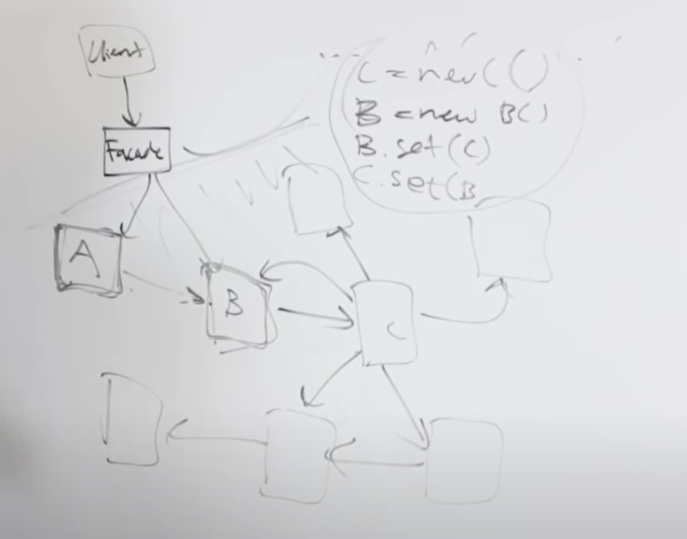 Client
C = new C()
B = new B()
B.set(C)
C.set(B
Facade
A
B
C